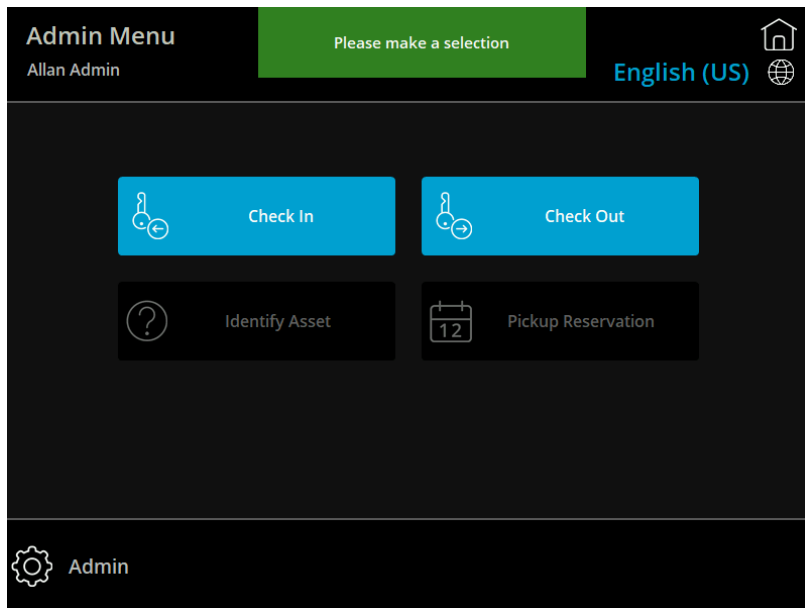 Admin Menu
Please make a selection
Allan Admin
English (US)
Check In
Check Out
Identify Asset
12
Pickup Reservation
Admin